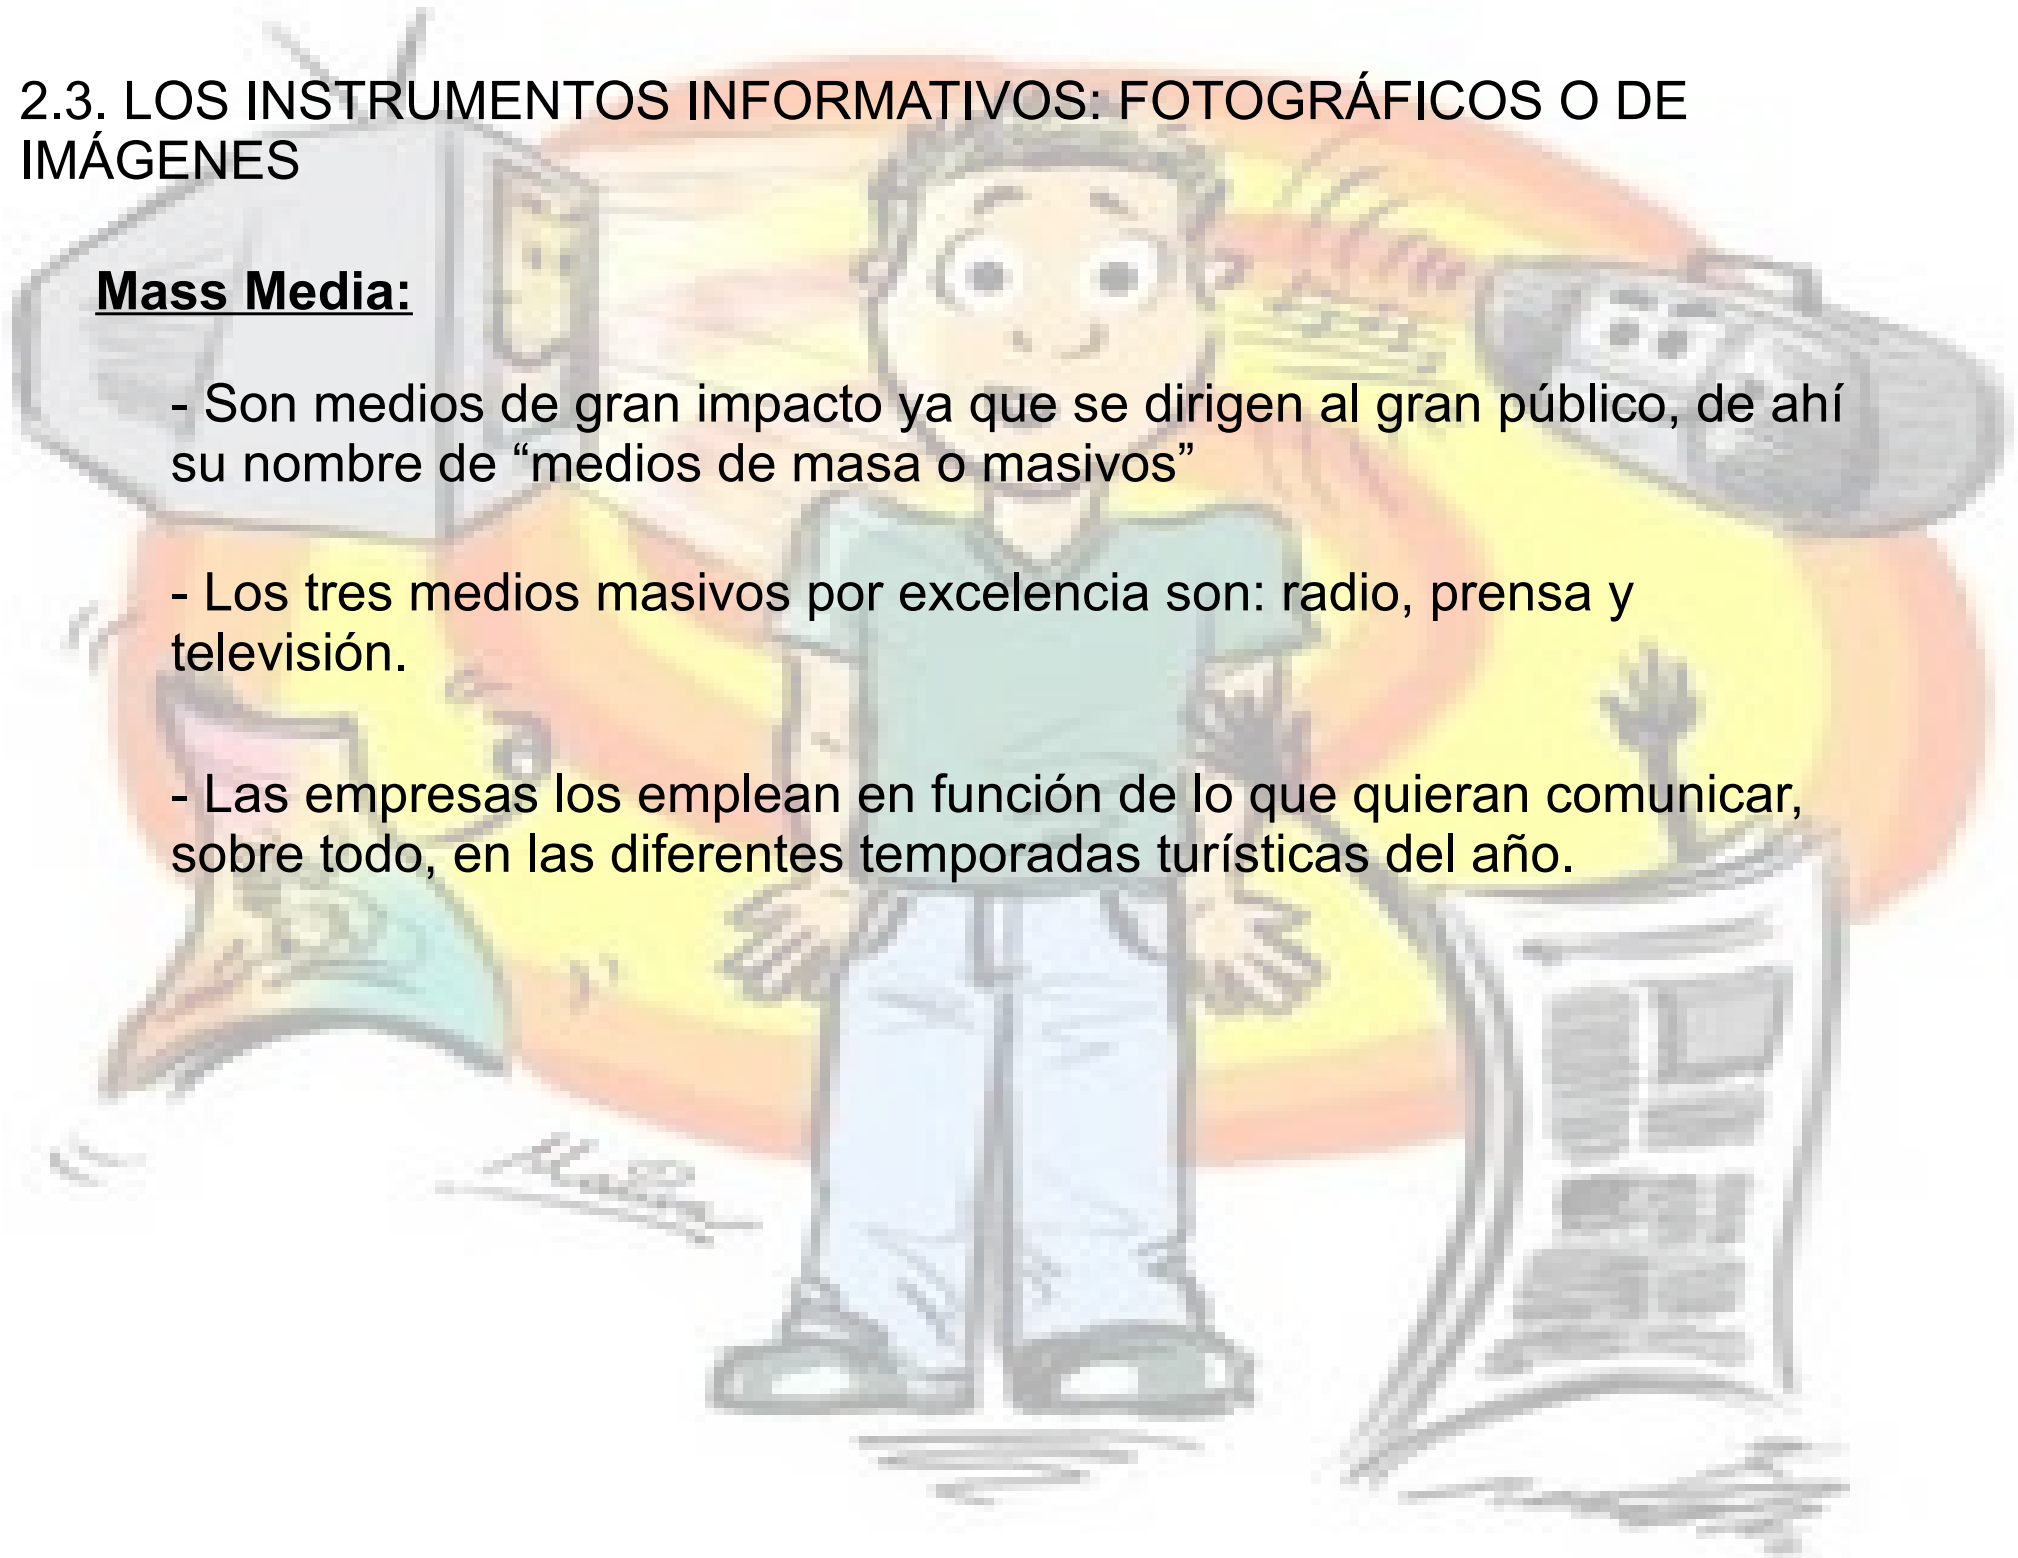 2.3. LOS INSTRUMENTOS INFORMATIVOS: FOTOGRÁFICOS O DE
IMÁGENES
Mass Media:
- Son medios de gran impacto ya que se dirigen al gran público, de ahí
su nombre de “medios de masa o masivos”
- Los tres medios masivos por excelencia son: radio, prensa y
televisión.
- Las empresas los emplean en función de lo que quieran comunicar,
sobre todo, en las diferentes temporadas turísticas del año.